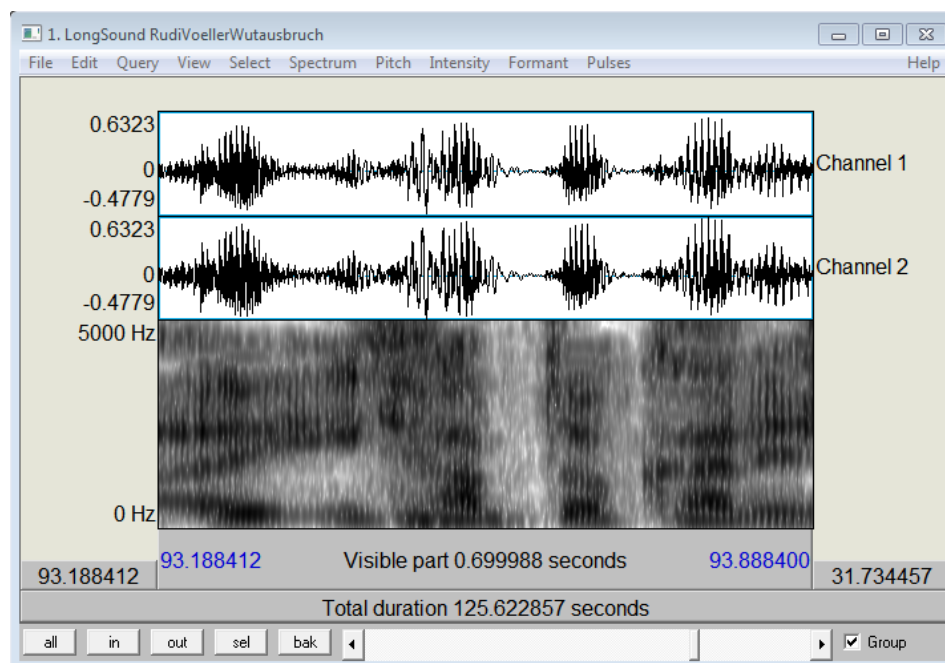 1. LongSound RudiVoellerWutausbruch
File Edit Query View Select Spectrum Pitch Intensity Formant Pulses Help
0.6323
0
-0.4779
Channel 1
0.6323
0
-0.4779
Channel 2
5000 Hz
0 Hz
93.188412 Visible part 0.699988 seconds 93.888400
93.188412 31.734457
Total duration 125.622857 seconds
all in out sel bak Group